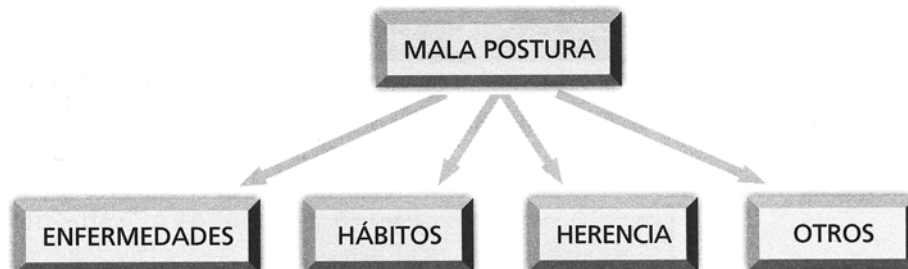 MALA POSTURA
ENFERMEDADES
HÁBITOS
HERENCIA
OTROS